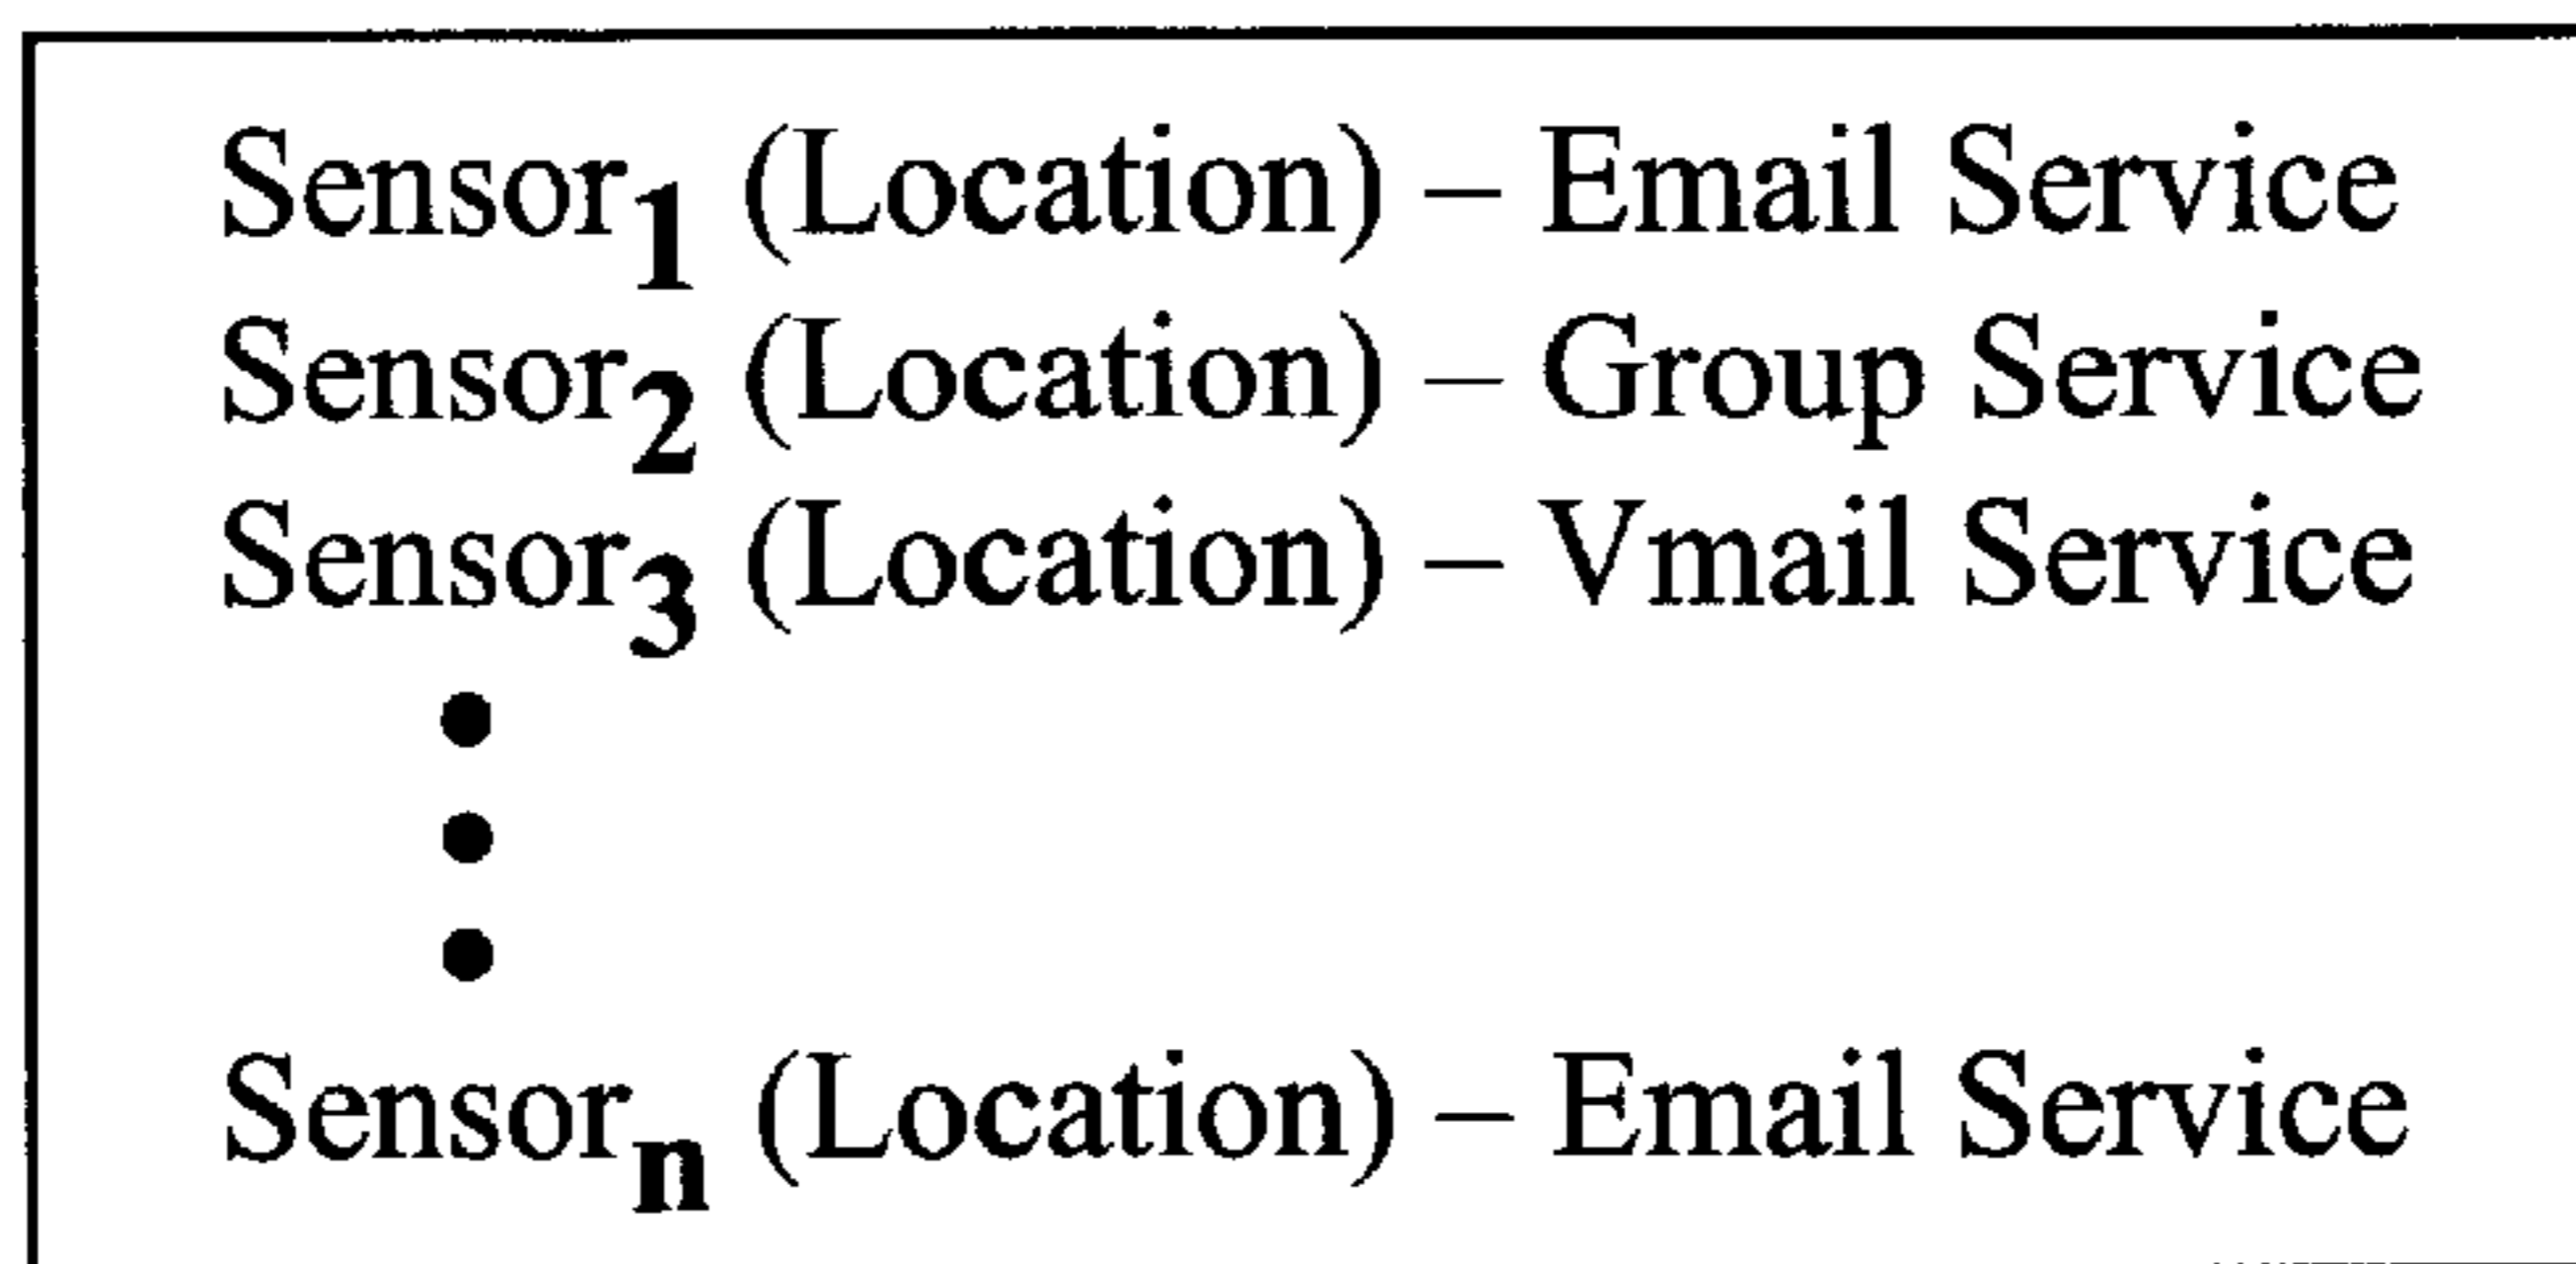 Sensor1 (Location) – Email Service
Sensor2 (Location) – Group Service
Sensor3 (Location) – Vmail Service
•
•
•
Sensorn (Location) – Email Service